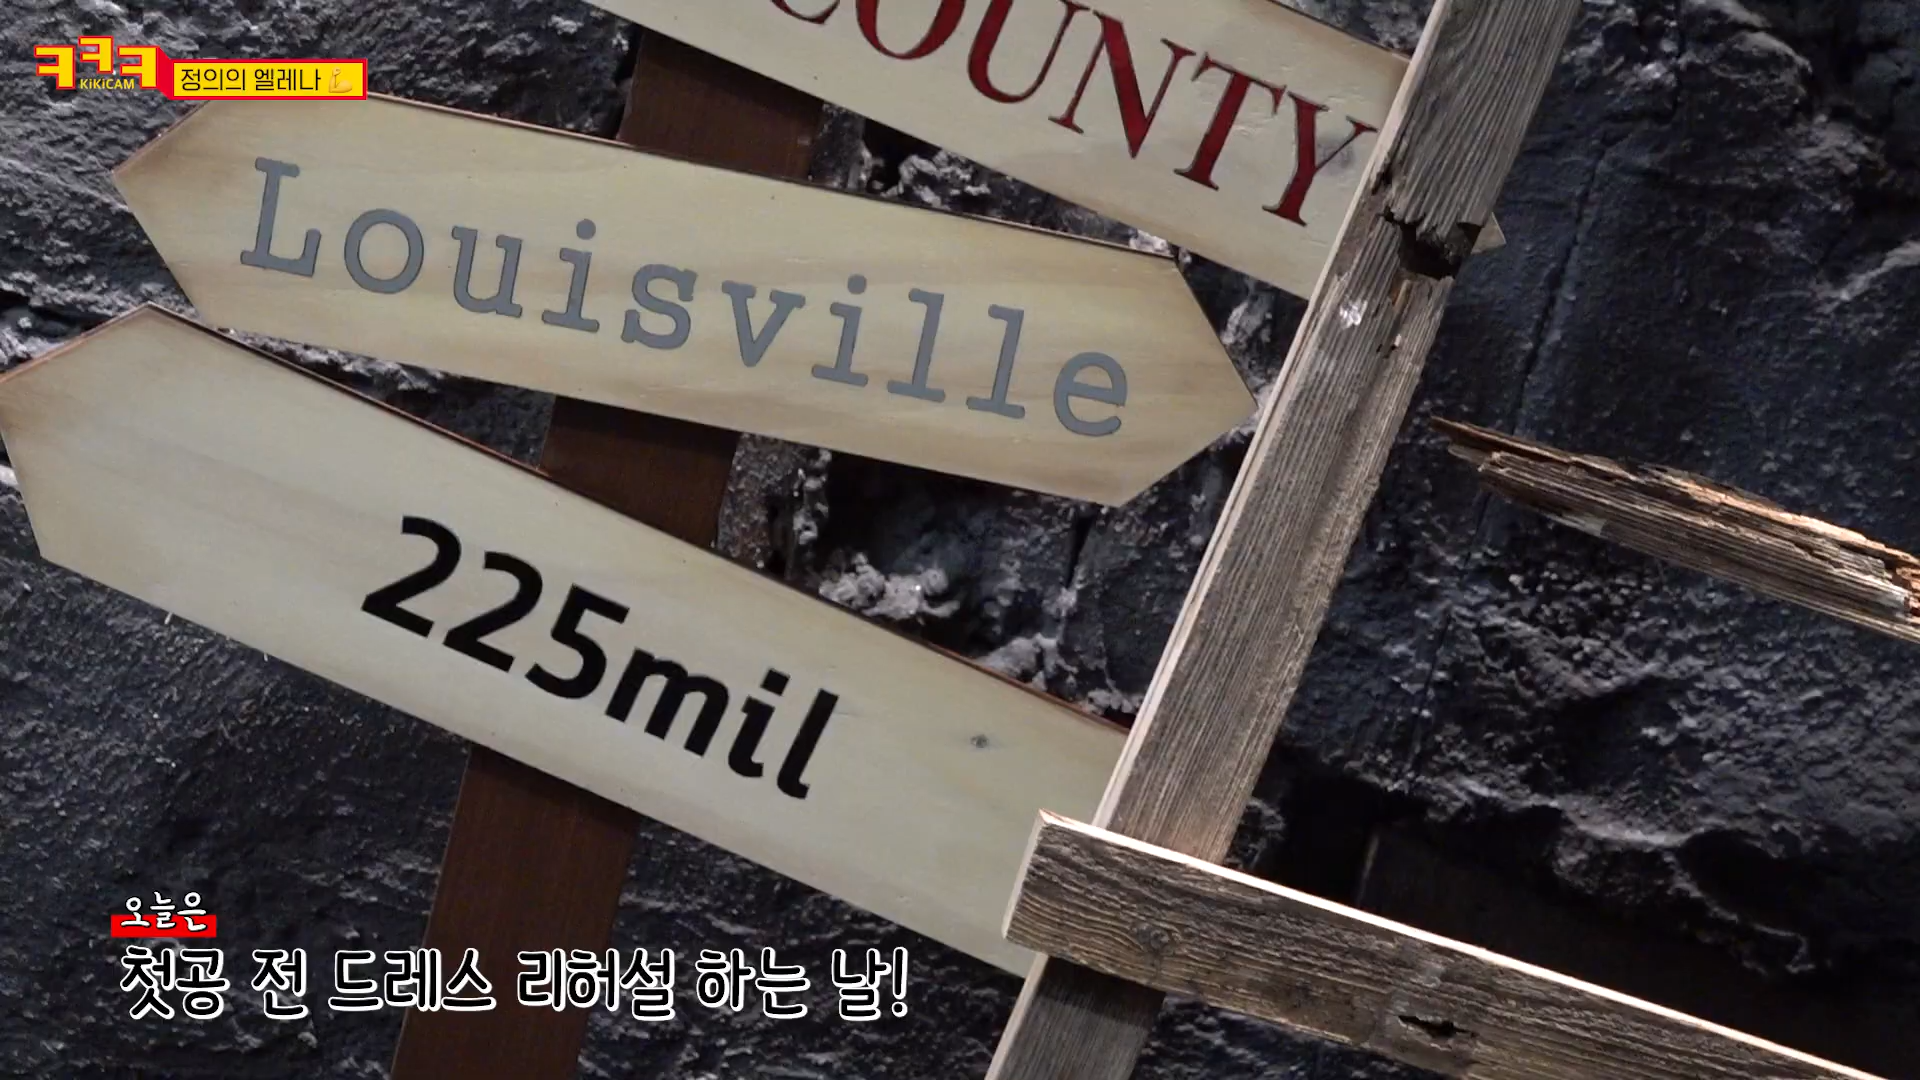 ㅋㅋㅋ
KiKiCAM
정의의 엘레나 💪
COUNTY
Louisville
225mil
오늘은
첫공 전 드레스 리허설 하는 날!